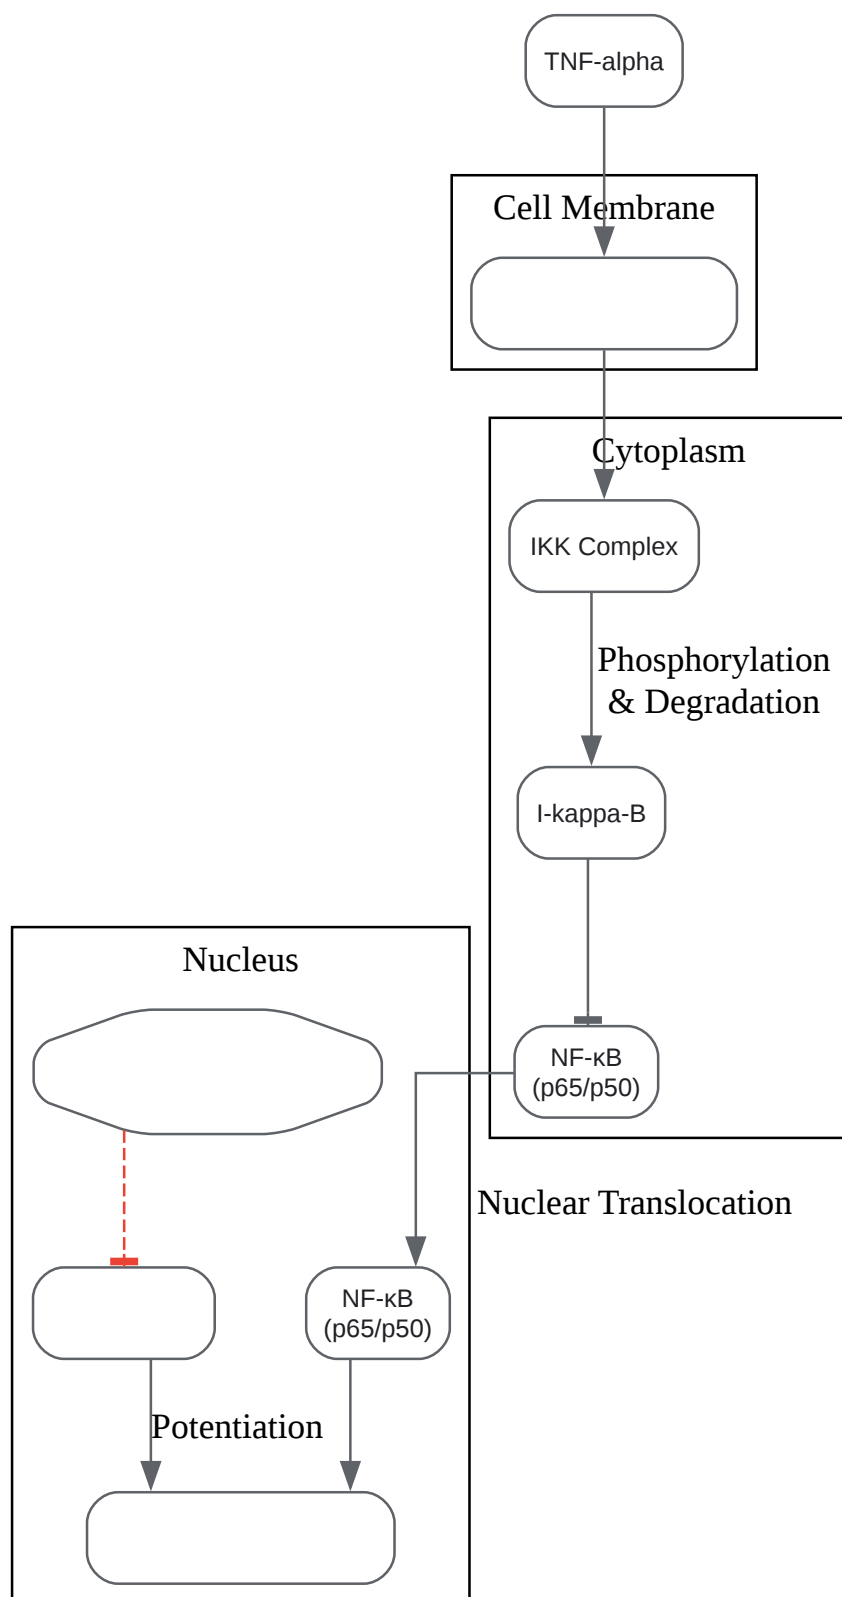 TNF-alpha
Cell Membrane
Cytoplasm
IKK Complex
Phosphorylation
& Degradation
I-kappa-B
Nucleus
NF-κB
(p65/p50)
Nuclear Translocation
NF-κB
(p65/p50)
Potentiation